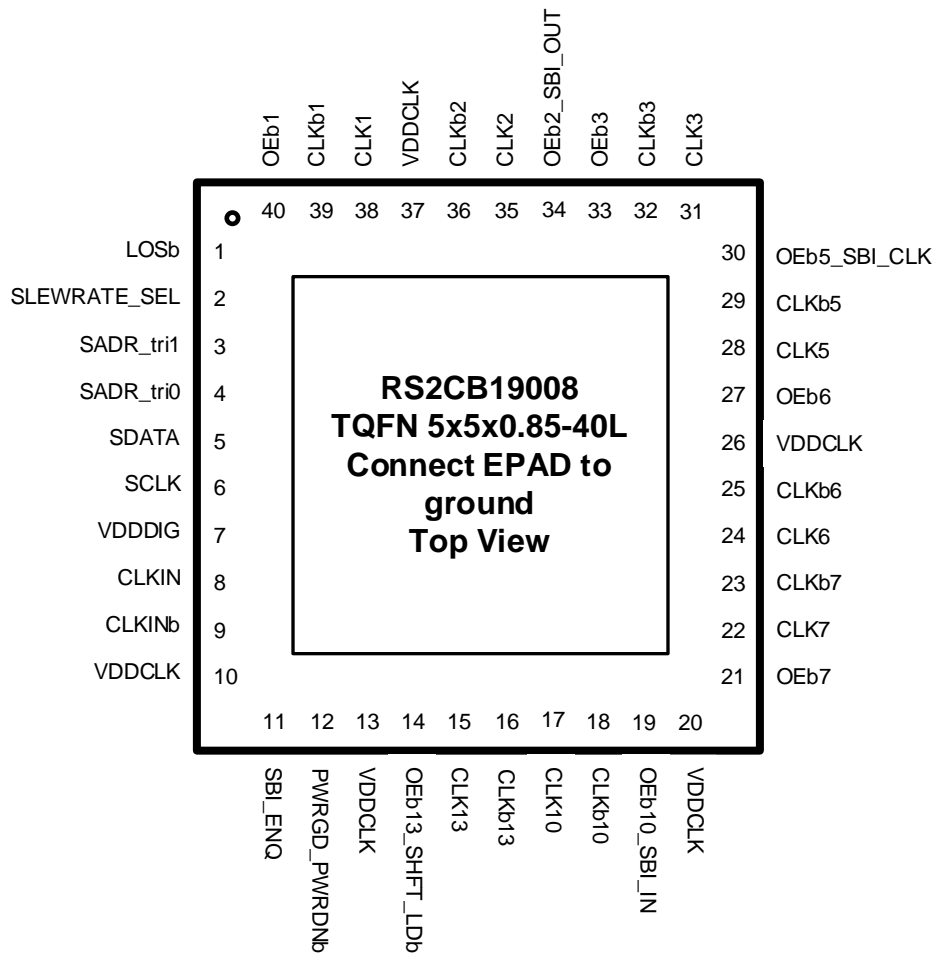 OEb1
CLKb1
CLK1
VDDCLK
CLKb2
CLK2
OEb2_SBI_OUT
OEb3
CLKb3
CLK3
40 39 38 37 36 35 34 33 32 31
LOSb 1
SLEWRATE_SEL 2
SADR_tri1 3
SADR_tri0 4
SDATA 5
SCLK 6
VDDDIG 7
CLKIN 8
CLKINb 9
VDDCLK 10
RS2CB19008
TQFN 5x5x0.85-40L
Connect EPAD to
ground
Top View
30 OEb5_SBI_CLK
29 CLKb5
28 CLK5
27 OEb6
26 VDDCLK
25 CLKb6
24 CLK6
23 CLKb7
22 CLK7
21 OEb7
11 12 13 14 15 16 17 18 19 20
SBI_ENQ
PWRGD_PWRDNb
VDDCLK
OEb13_SHFT_LDb
CLK13
CLKb13
CLK10
CLKb10
OEb10_SBI_IN
VDDCLK